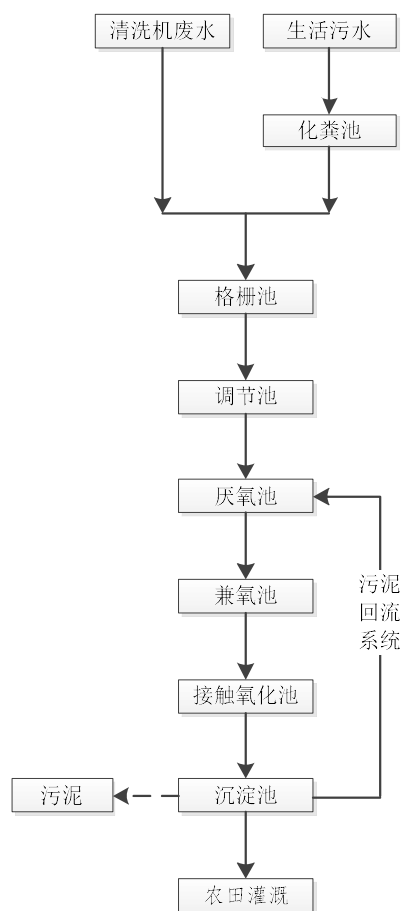 清洗机废水
生活污水
化粪池
格栅池
调节池
厌氧池
兼氧池
污泥
回流
系统
接触氧化池
污泥
沉淀池
农田灌溉